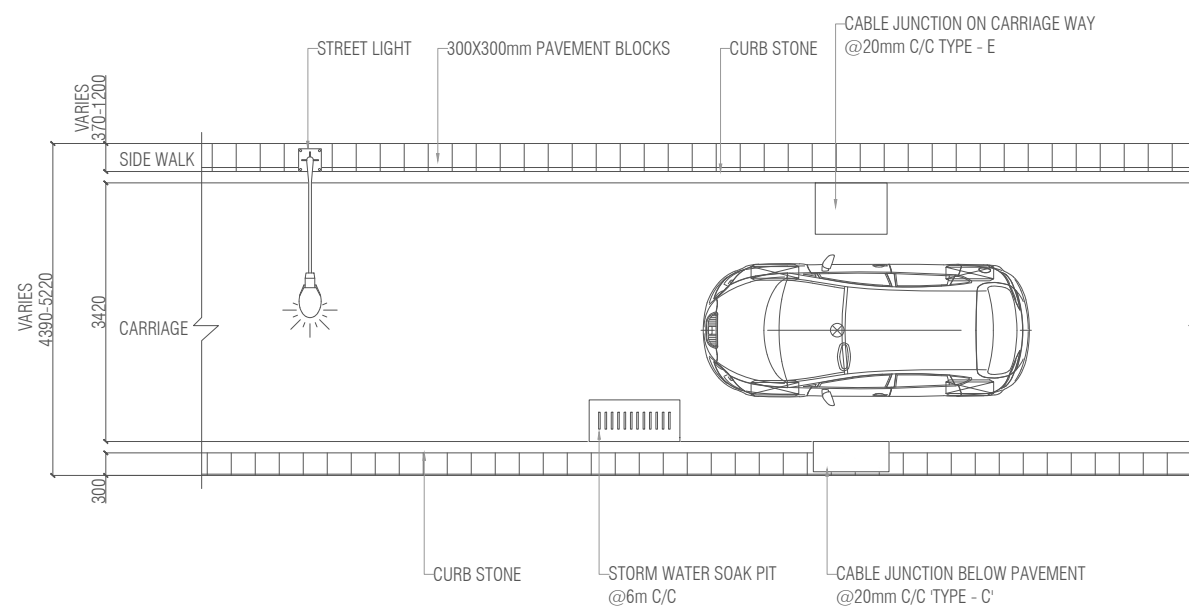 CABLE JUNCTION ON CARRIAGE WAY
@20mm C/C TYPE - E
STREET LIGHT
300X300mm PAVEMENT BLOCKS
CURB STONE
VARIES
370-1200
SIDE WALK
VARIES
4390-5220
3420
CARRIAGE
300
CURB STONE
STORM WATER SOAK PIT
@6m C/C
CABLE JUNCTION BELOW PAVEMENT
@20mm C/C 'TYPE - C'